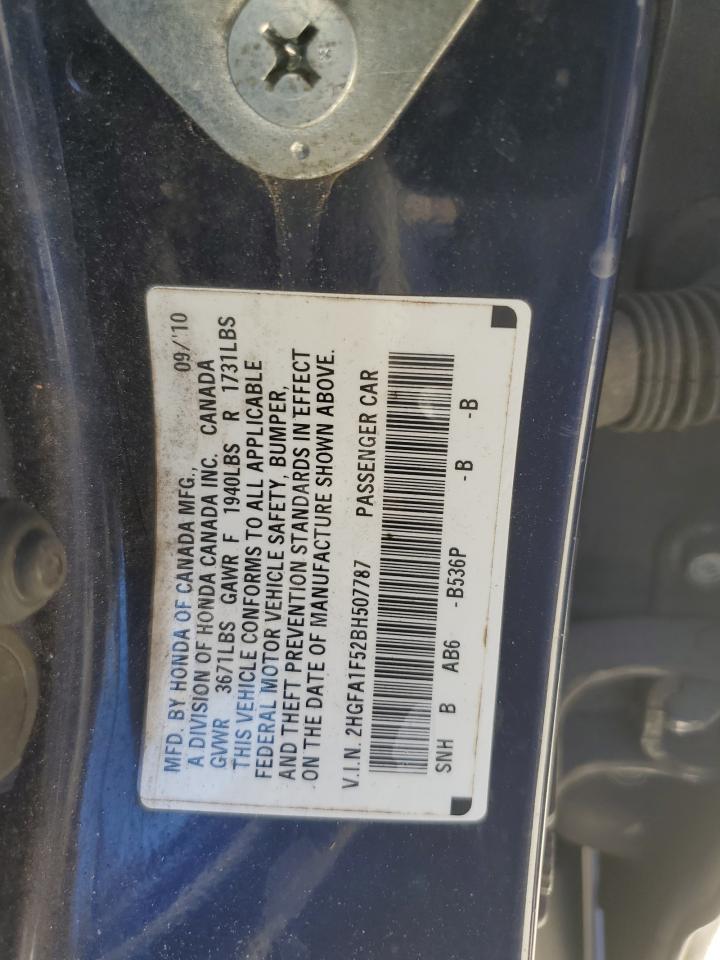 MFD. BY HONDA OF CANADA MFG., 09/'10
A DIVISION OF HONDA CANADA INC. CANADA
GVWR 3671LBS GAWR F 1940LBS R 1731LBS
THIS VEHICLE CONFORMS TO ALL APPLICABLE
FEDERAL MOTOR VEHICLE SAFETY, BUMPER,
AND THEFT PREVENTION STANDARDS IN EFFECT
ON THE DATE OF MANUFACTURE SHOWN ABOVE.
V.I.N. 2HGFA1F52BH507787 PASSENGER CAR
SNH B AB6 -B536P -B -B